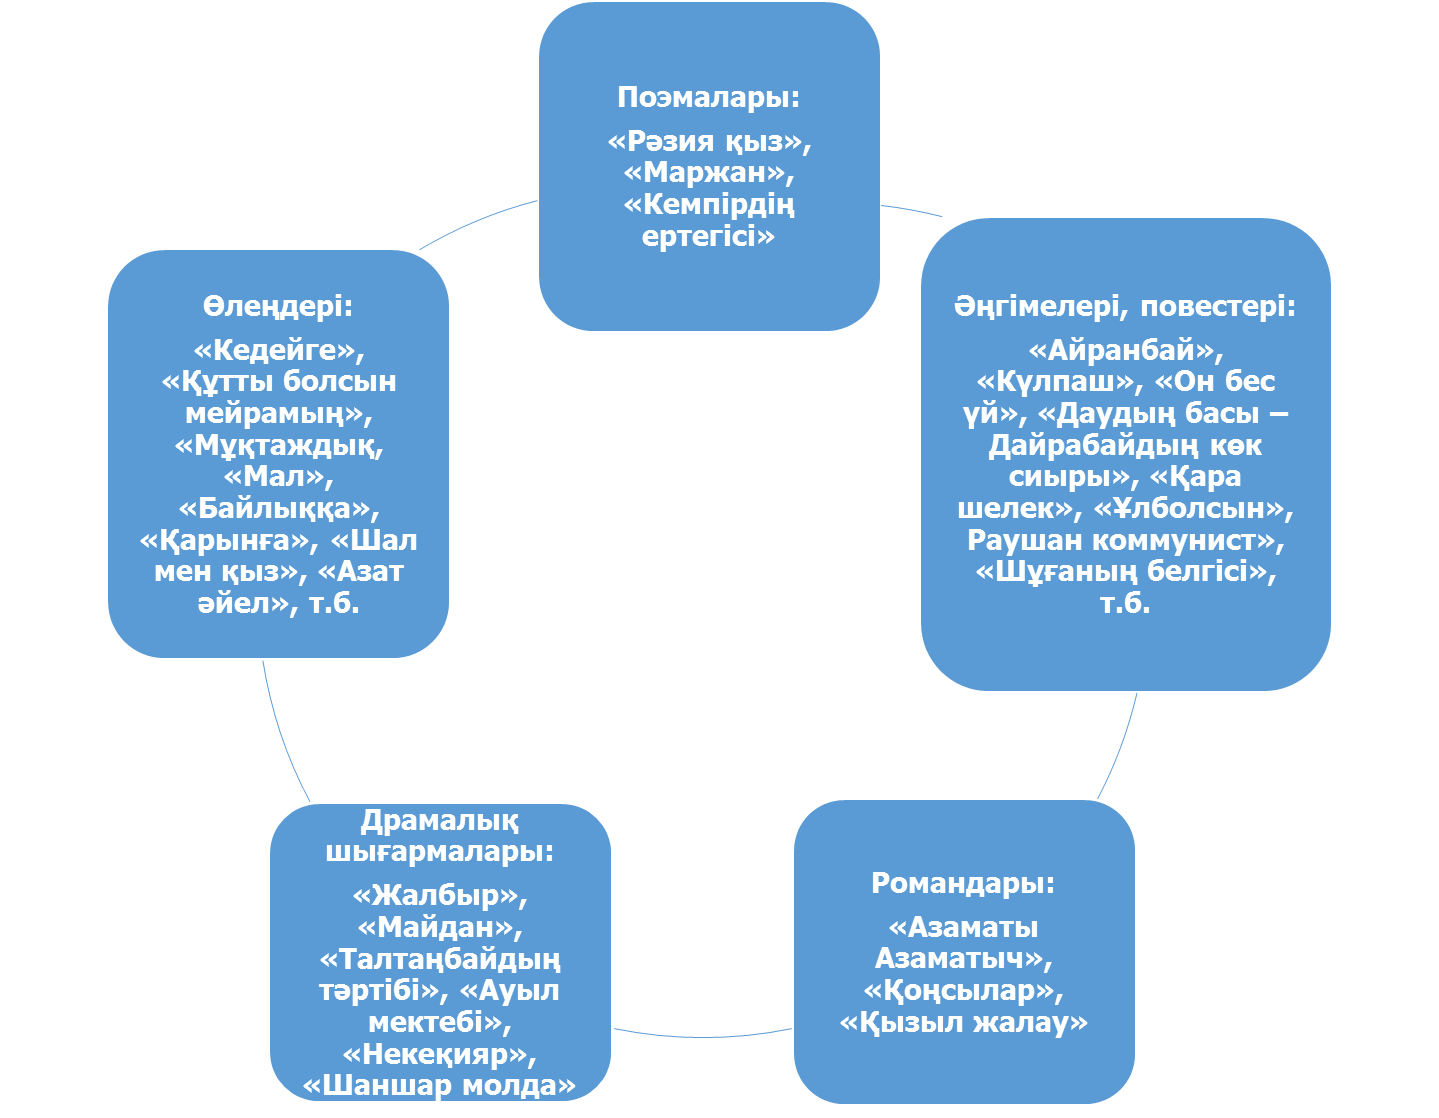 Поэмалары:
«Рәзия қыз»,
«Маржан»,
«Кемпірдің
ертегісі»
Әңгімелері, повестері:
«Айранбай»,
«Күлпаш», «Он бес
үй», «Даудың басы –
Дайрабайдың көк
сиыры», «Қара
шелек», «Ұлболсын»,
Раушан коммунист»,
«Шұғаның белгісі»,
т.б.
Романдары:
«Азаматы
Азаматыч»,
«Қоңсылар»,
«Қызыл жалау»
Драмалық
шығармалары:
«Жалбыр»,
«Майдан»,
«Талтаңбайдың
тәртібі», «Ауыл
мектебі»,
«Некеқияр»,
«Шаншар молда»
Өлеңдері:
«Кедейге»,
«Құтты болсын
мейрамың»,
«Мұқтаждық,
«Мал»,
«Байлыққа»,
«Қарынға», «Шал
мен қыз», «Азат
әйел», т.б.